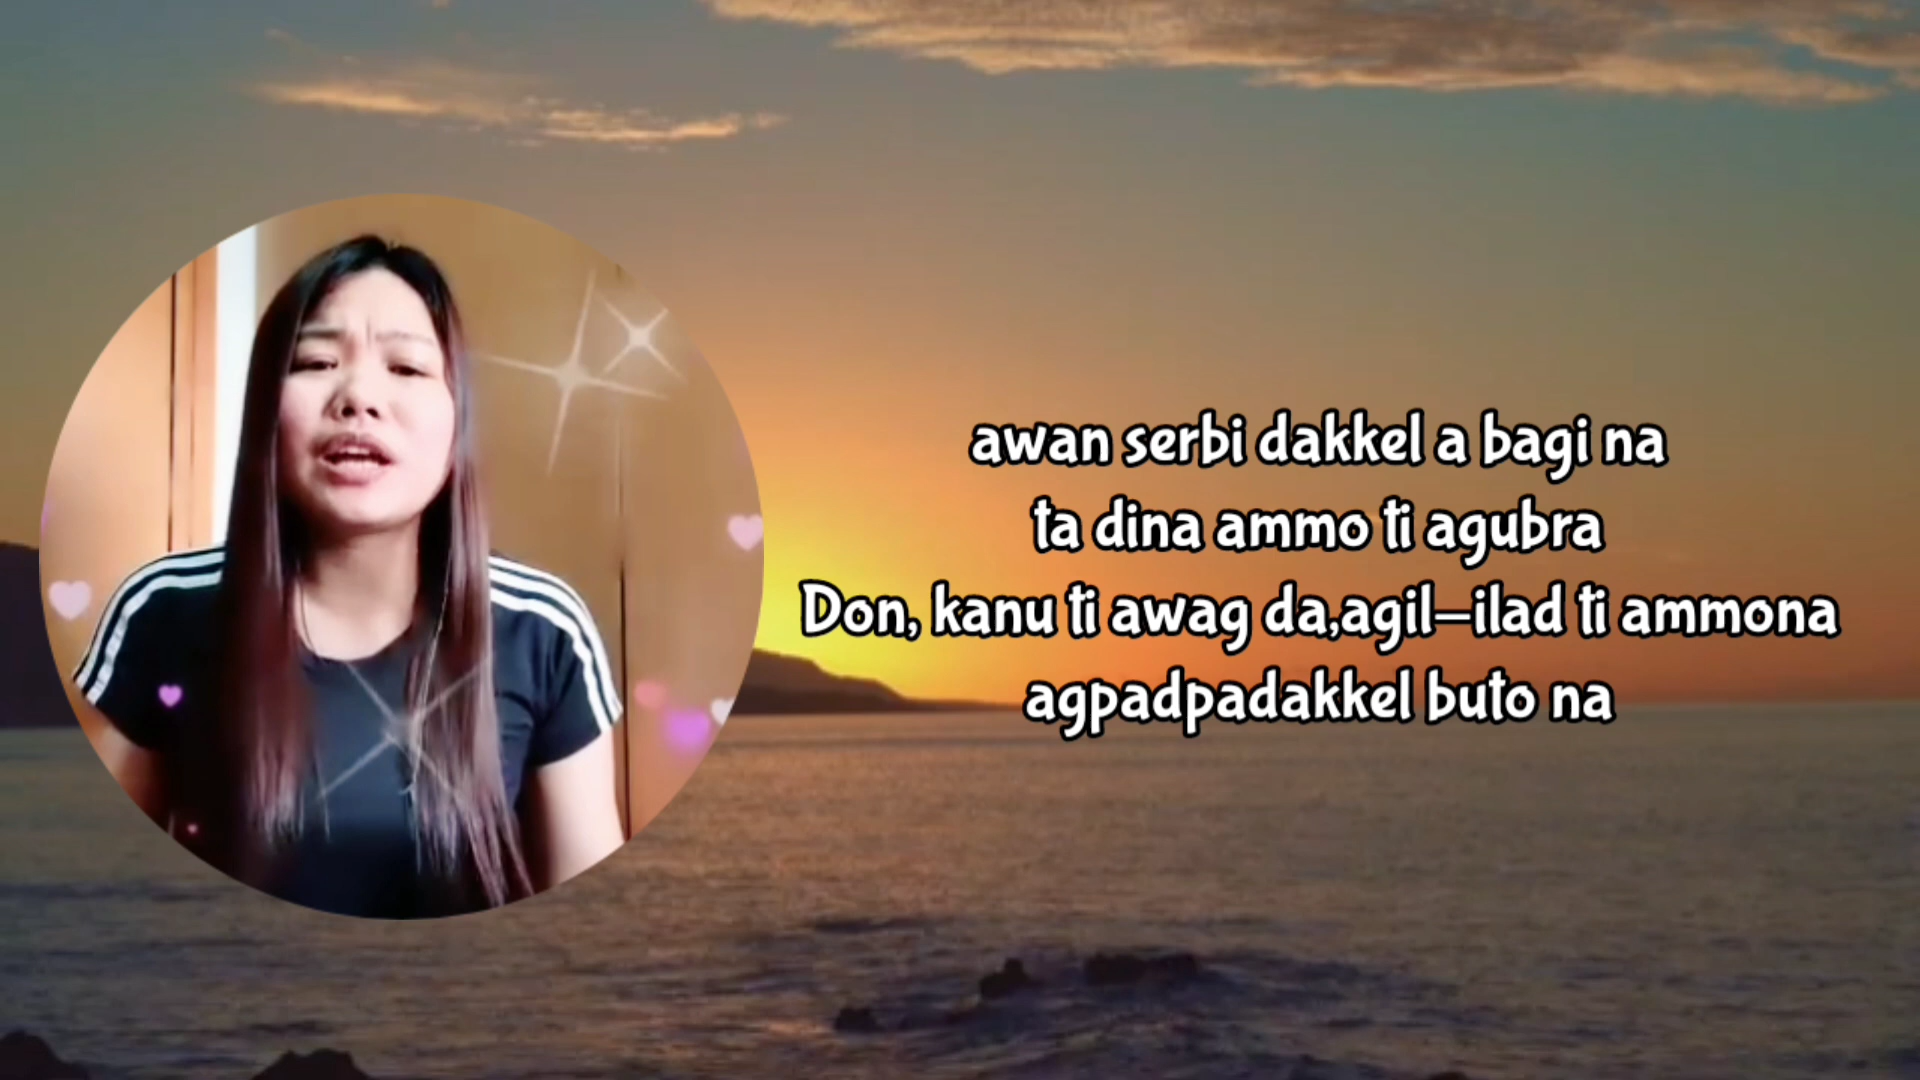 awan serbi dakkel a bagi na
ta dina ammo ti agubra
Don, kanu ti awag da,agil-ilad ti ammona
agpadpadakkel buto na